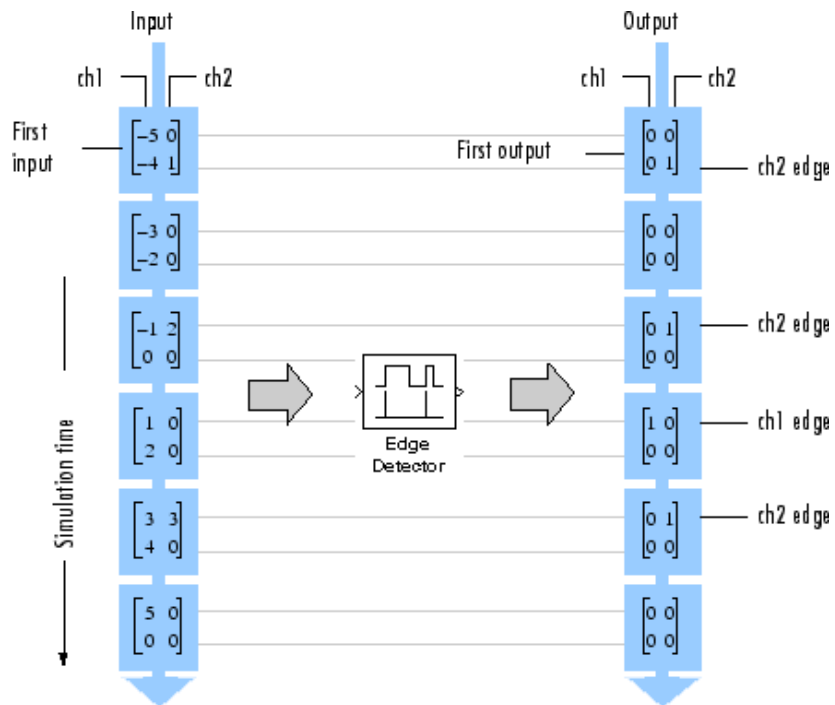 Input
Output
ch1 ch2
ch1 ch2
First
input
-5 0
-4 1
First output
0 0
0 1
ch2 edge
-3 0
-2 0
0 0
0 0
-1 2
0 0
0 1
0 0
ch2 edge
Simulation time
1 0
2 0
Edge
Detector
1 0
0 0
ch1 edge
3 3
4 0
0 1
0 0
ch2 edge
5 0
0 0
0 0
0 0